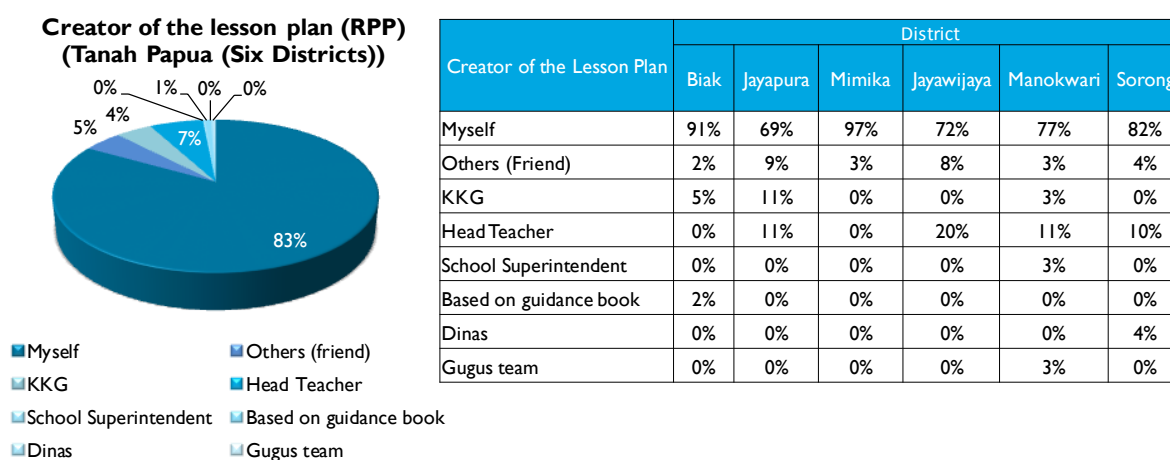 Creator of the lesson plan (RPP)
(Tanah Papua (Six Districts))
0% 1% 0% 0%
5% 4% 7%
83%
Myself Others (friend)
KKG Head Teacher
School Superintendent Based on guidance book
Dinas Gugus team
Creator of the Lesson Plan District
Biak Jayapura Mimika Jayawijaya Manokwari Sorong
Myself 91% 69% 97% 72% 77% 82%
Others (Friend) 2% 9% 3% 8% 3% 4%
KKG 5% 11% 0% 0% 3% 0%
Head Teacher 0% 11% 0% 20% 11% 10%
School Superintendent 0% 0% 0% 0% 3% 0%
Based on guidance book 2% 0% 0% 0% 0% 0%
Dinas 0% 0% 0% 0% 0% 4%
Gugus team 0% 0% 0% 0% 3% 0%